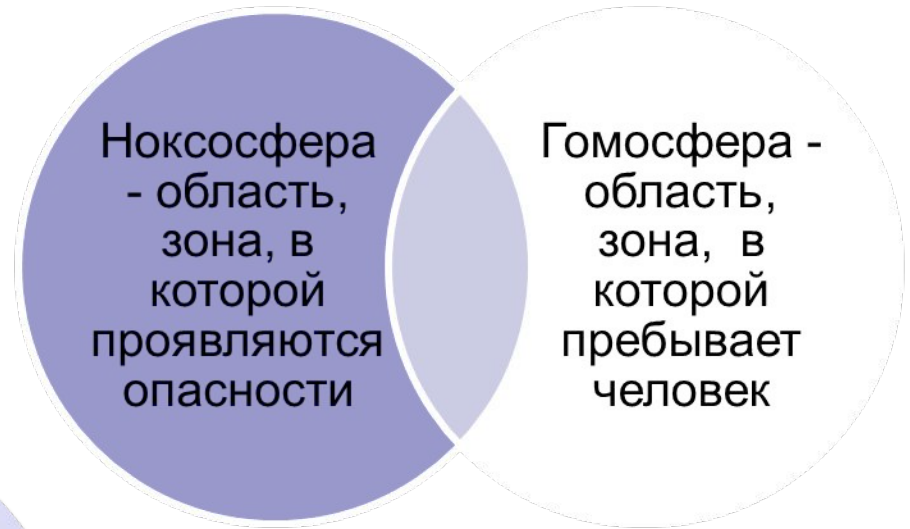 Ноксосфера
- область,
зона, в
которой
проявляются
опасности
Гомосфера -
область,
зона, в
которой
пребывает
человек